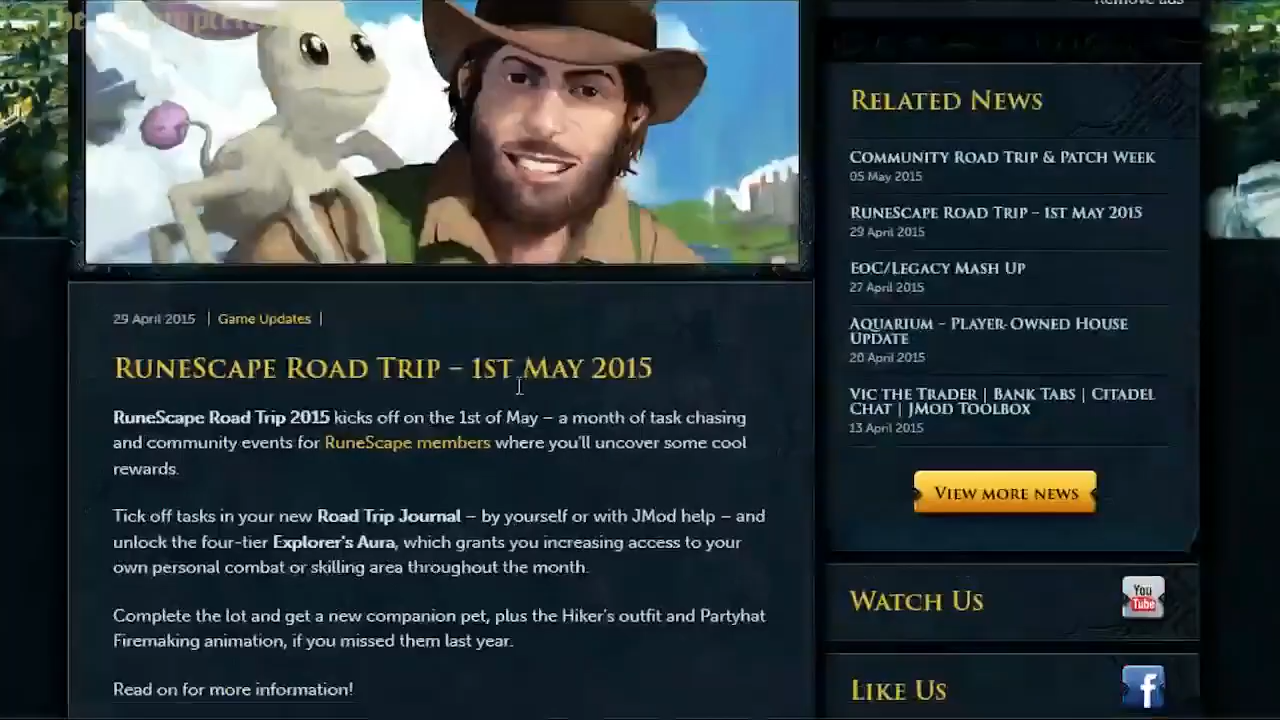 The
Remove ads
29 April 2015 | Game Updates |
RuneScape Road Trip – 1st May 2015
RuneScape Road Trip 2015 kicks off on the 1st of May – a month of task chasing
and community events for RuneScape members where you'll uncover some cool
rewards.
Tick off tasks in your new Road Trip Journal – by yourself or with JMod help – and
unlock the four-tier Explorer's Aura, which grants you increasing access to your
own personal combat or skilling area throughout the month.
Complete the lot and get a new companion pet, plus the Hiker's outfit and Partyhat
Firemaking animation, if you missed them last year.
Read on for more information!
Related News
Community Road Trip & Patch Week
05 May 2015
RuneScape Road Trip – 1st May 2015
29 April 2015
EoC/Legacy Mash Up
27 April 2015
Aquarium – Player-Owned House
Update
20 April 2015
Vic the Trader | Bank Tabs | Citadel
Chat | JMod Toolbox
13 April 2015
View more news
Watch Us
You
Tube
Like Us
f